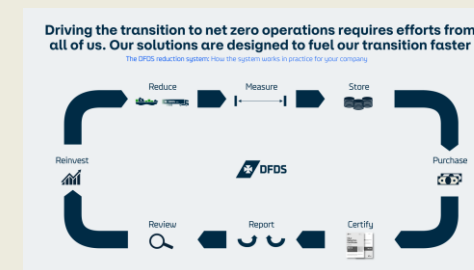 Driving the transition to net zero operations requires efforts from
all of us. Our solutions are designed to fuel our transition faster
The DFDS reduction system: How the system works in practice for your company
Reduce
Measure
Store
Reinvest
DFDS
Purchase
Review
Report
Certify